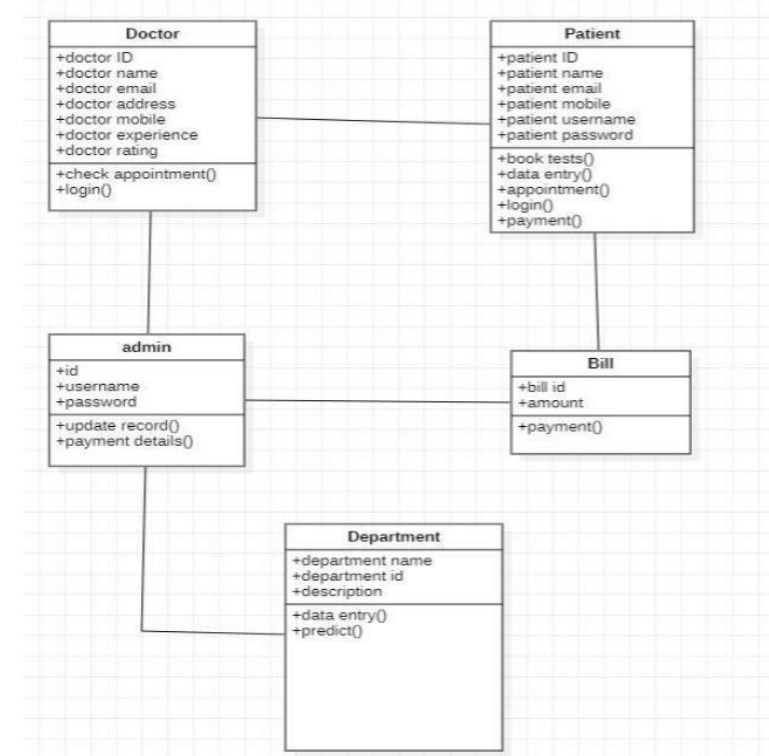 Doctor
+doctor ID
+doctor name
+doctor email
+doctor address
+doctor mobile
+doctor experience
+doctor rating
+check appointment()
+login()
Patient
+patient ID
+patient name
+patient email
+patient mobile
+patient username
+patient password
+book tests()
+data entry()
+appointment()
+login()
+payment()
admin
+id
+username
+password
+update record()
+payment details()
Bill
+bill id
+amount
+payment()
Department
+department name
+department id
+description
+data entry()
+predict()